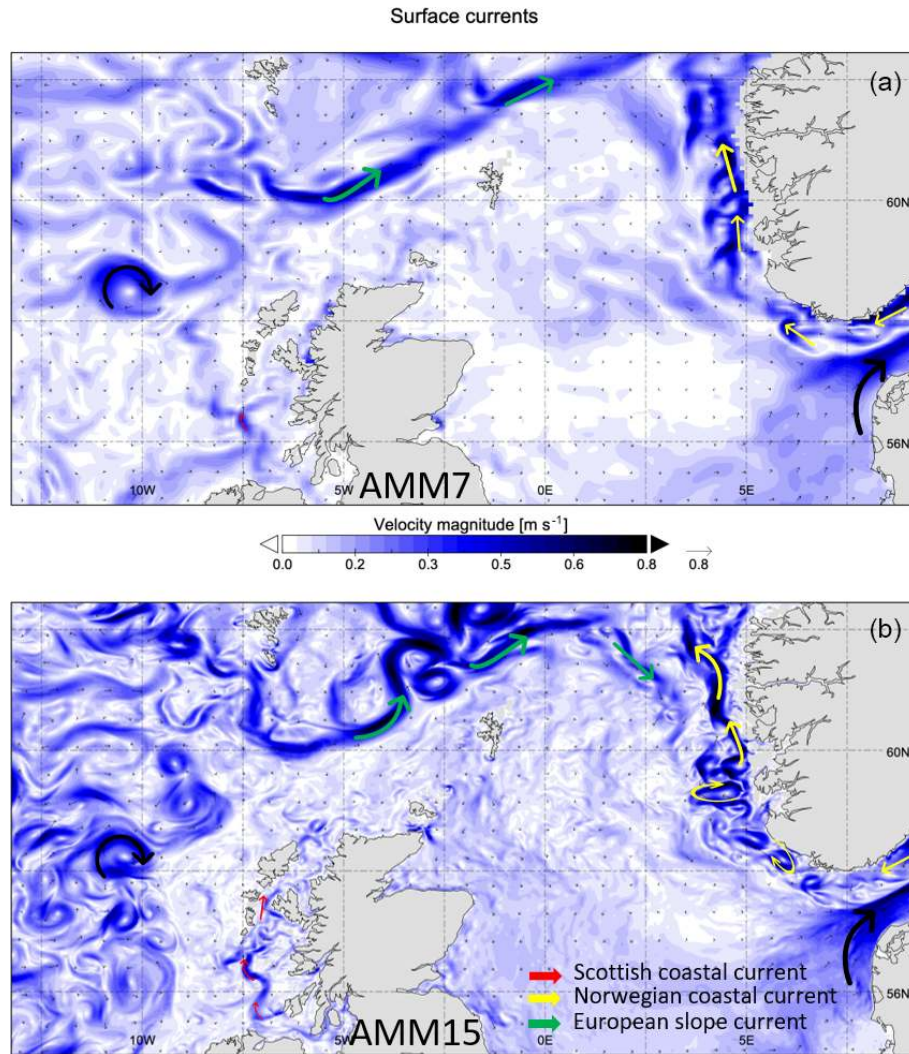 Surface currents
(a)
60N
56N
10W
5W
0E
5E
AMM7
Velocity magnitude [m s⁻¹]
0.0 0.2 0.3 0.6 0.8 0.8
(b)
60N
Scottish coastal current
56N
Norwegian coastal current
European slope current
10W
5W
0E
5E
AMM15